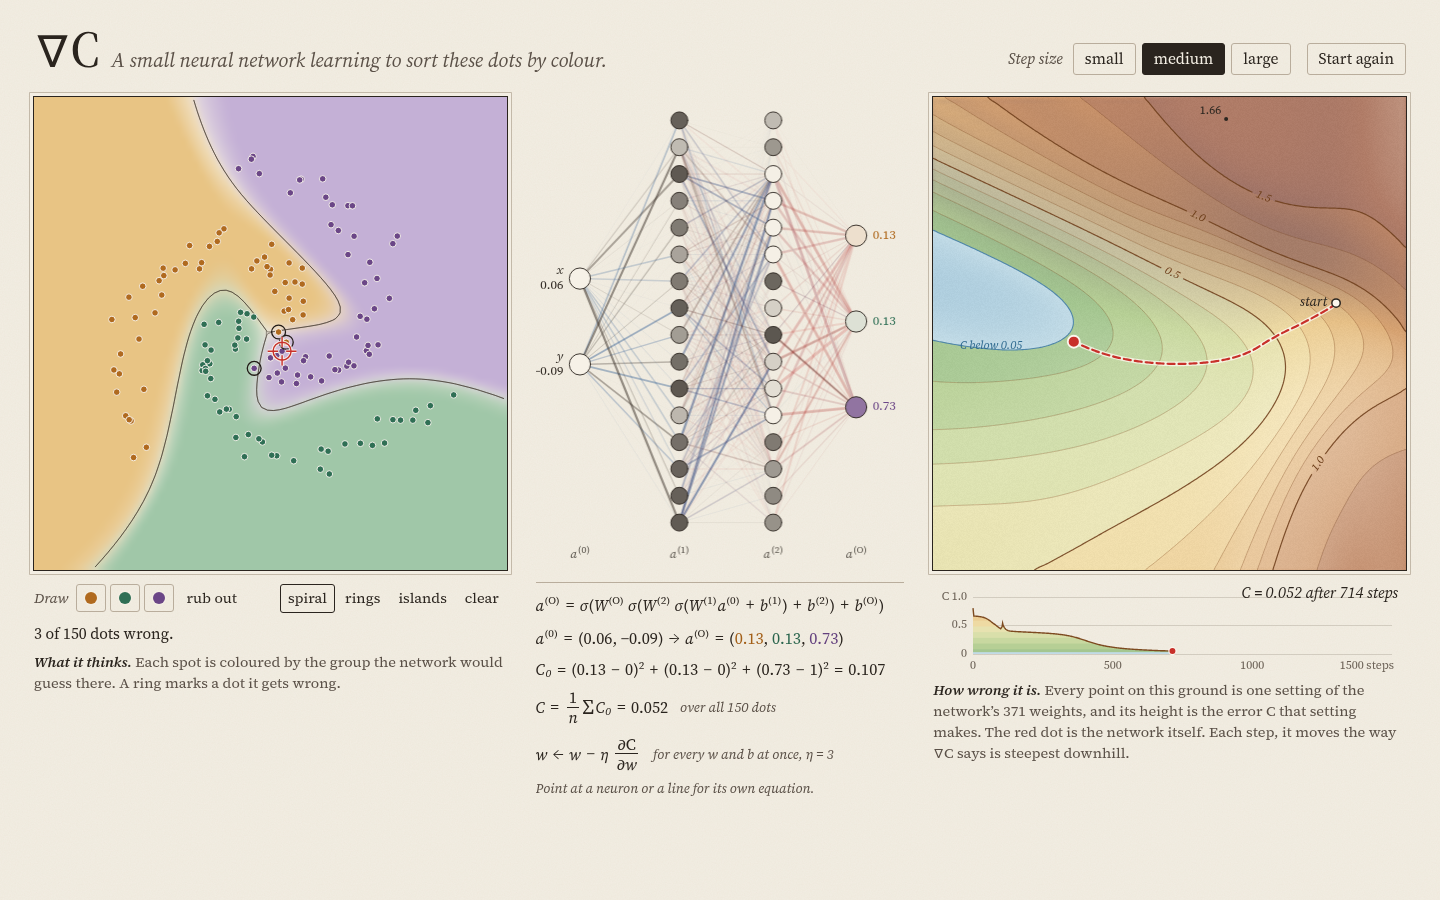 ∇C A small neural network learning to sort these dots by colour.
Step size small medium large Start again
x
0.06
y
-0.09
0.13
0.13
0.73
a⁽⁰⁾ a⁽¹⁾ a⁽²⁾ a⁽ᴼ⁾
1.66
1.5
1.0
0.5
start
C below 0.05
1.0
Draw rub out spiral rings islands clear
3 of 150 dots wrong.
What it thinks. Each spot is coloured by the group the network would
guess there. A ring marks a dot it gets wrong.
a⁽ᴼ⁾ = σ(W⁽ᴼ⁾ σ(W⁽²⁾ σ(W⁽¹⁾a⁽⁰⁾ + b⁽¹⁾) + b⁽²⁾) + b⁽ᴼ⁾)
a⁽⁰⁾ = (0.06, −0.09) → a⁽ᴼ⁾ = (0.13, 0.13, 0.73)
C₀ = (0.13 − 0)² + (0.13 − 0)² + (0.73 − 1)² = 0.107
C = 1/n ∑C₀ = 0.052 over all 150 dots
w ← w − η ∂C/∂w for every w and b at once, η = 3
Point at a neuron or a line for its own equation.
C = 0.052 after 714 steps
C 1.0
0.5
0
0 500 1000 1500 steps
How wrong it is. Every point on this ground is one setting of the
network’s 371 weights, and its height is the error C that setting
makes. The red dot is the network itself. Each step, it moves the way
∇C says is steepest downhill.